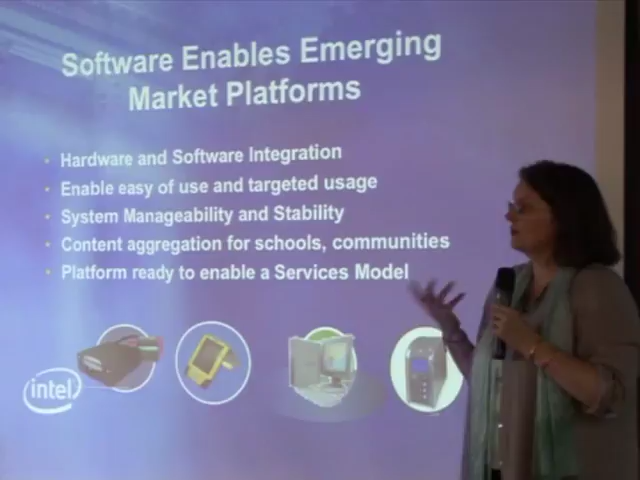 Software Enables Emerging
Market Platforms
Hardware and Software Integration
Enable easy of use and targeted usage
System Manageability and Stability
Content aggregation for schools, communities
Platform ready to enable a Services Model
intel